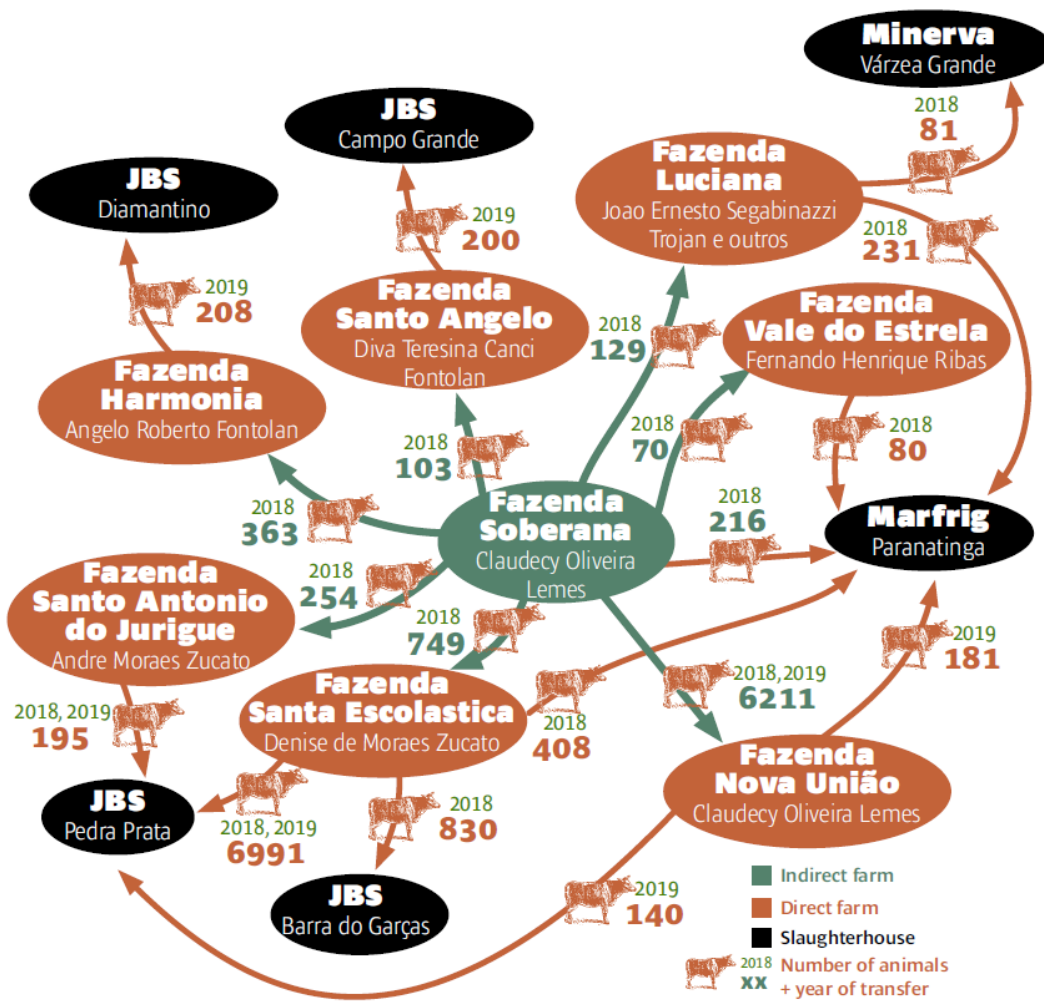 Minerva
Várzea Grande
2018
81
JBS
Campo Grande
JBS
Diamantino
Fazenda
Luciana
Joao Ernesto Segabinazzi
Trojan e outros
2018
231
2019
200
2019
208
Fazenda
Santo Angelo
Diva Teresina Canci
Fontolan
2018
129
Fazenda
Vale do Estrela
Fernando Henrique Ribas
Fazenda
Harmonia
Angelo Roberto Fontolan
2018
103
2018
70
2018
80
2018
363
Fazenda
Soberana
Claudecy Oliveira
Lemes
2018
216
Marfrig
Paranatinga
Fazenda
Santo Antonio
do Jurigue
Andre Moraes Zucato
2018
254
2018
749
2019
181
2018, 2019
6211
Fazenda
Santa Escolastica
Denise de Moraes Zucato
2018
408
2018, 2019
195
Fazenda
Nova União
Claudecy Oliveira Lemes
JBS
Pedra Prata
2018, 2019
6991
2018
830
JBS
Barra do Garças
2019
140
Indirect farm
Direct farm
Slaughterhouse
2018
xx
Number of animals
+ year of transfer